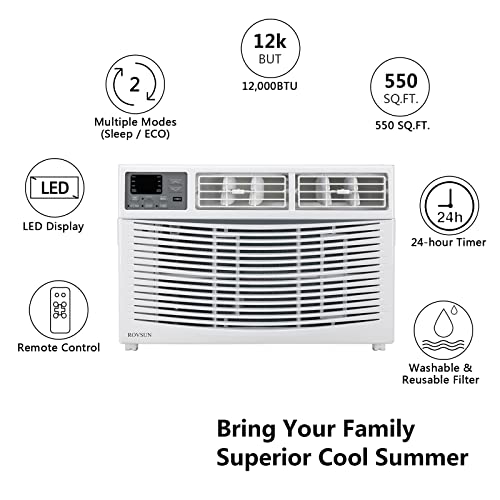 12k
BUT
12,000BTU
550
SQ.FT.
550 SQ.FT.
2
Multiple Modes
(Sleep / ECO)
LED
LED Display
24h
24-hour Timer
Remote Control
ROVSUN
Washable &
Reusable Filter
Bring Your Family
Superior Cool Summer